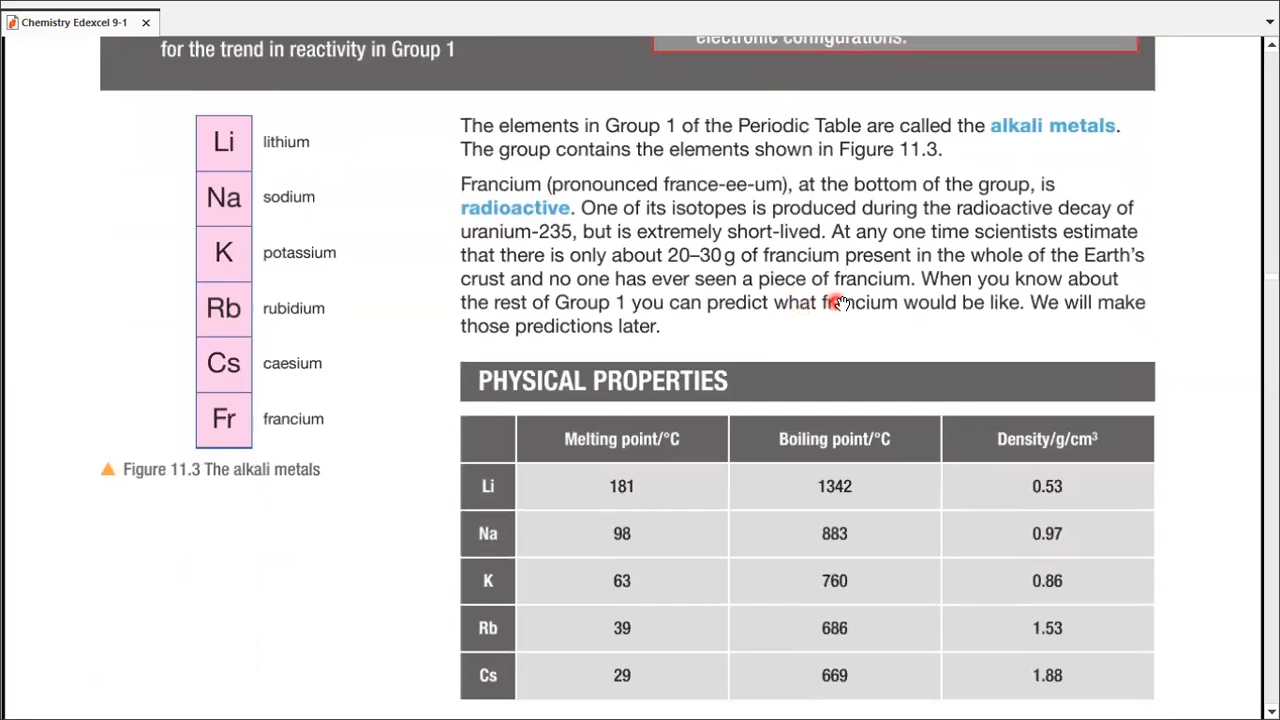 Chemistry Edexcel 9-1
for the trend in reactivity in Group 1
electronic configurations.
Li lithium
Na sodium
K potassium
Rb rubidium
Cs caesium
Fr francium
Figure 11.3 The alkali metals
The elements in Group 1 of the Periodic Table are called the alkali metals.
The group contains the elements shown in Figure 11.3.
Francium (pronounced france-ee-um), at the bottom of the group, is
radioactive. One of its isotopes is produced during the radioactive decay of
uranium-235, but is extremely short-lived. At any one time scientists estimate
that there is only about 20–30 g of francium present in the whole of the Earth's
crust and no one has ever seen a piece of francium. When you know about
the rest of Group 1 you can predict what francium would be like. We will make
those predictions later.
PHYSICAL PROPERTIES
Melting point/°C Boiling point/°C Density/g/cm³
Li 181 1342 0.53
Na 98 883 0.97
K 63 760 0.86
Rb 39 686 1.53
Cs 29 669 1.88